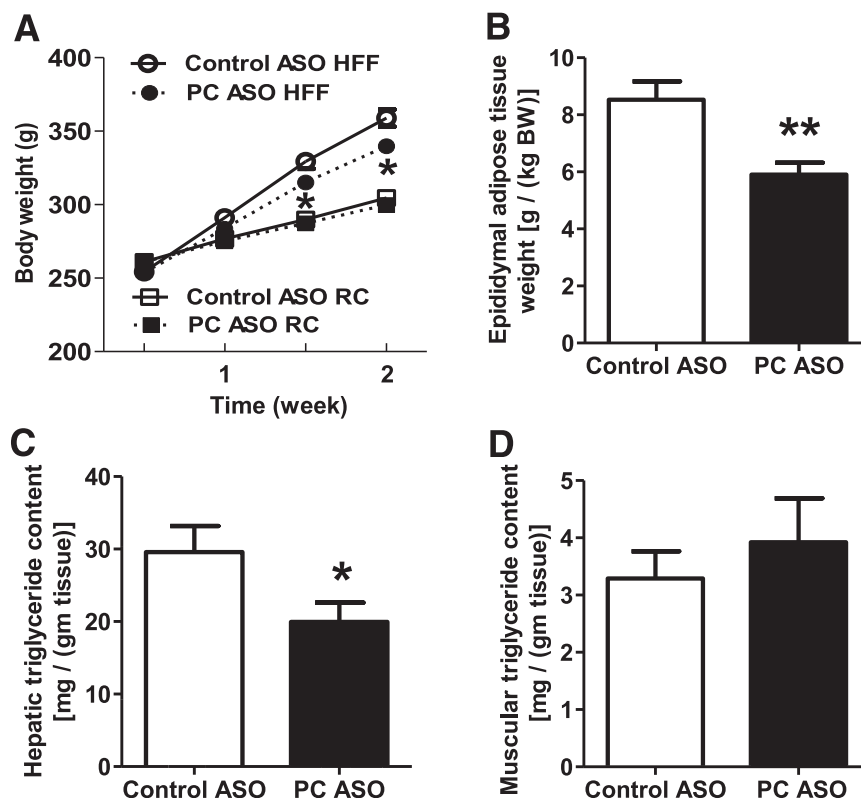 A
Body weight (g)
400
350
300
250
200
Control ASO HFF
PC ASO HFF
*
*
Control ASO RC
PC ASO RC
1
2
Time (week)
B
Epididymal adipose tissue
weight [g / (kg BW)]
10
8
6
4
2
0
**
Control ASO
PC ASO
C
Hepatic triglyceride content
[mg / (gm tissue)]
40
30
20
10
0
*
Control ASO
PC ASO
D
Muscular triglyceride content
[mg / (gm tissue)]
5
4
3
2
1
0
Control ASO
PC ASO